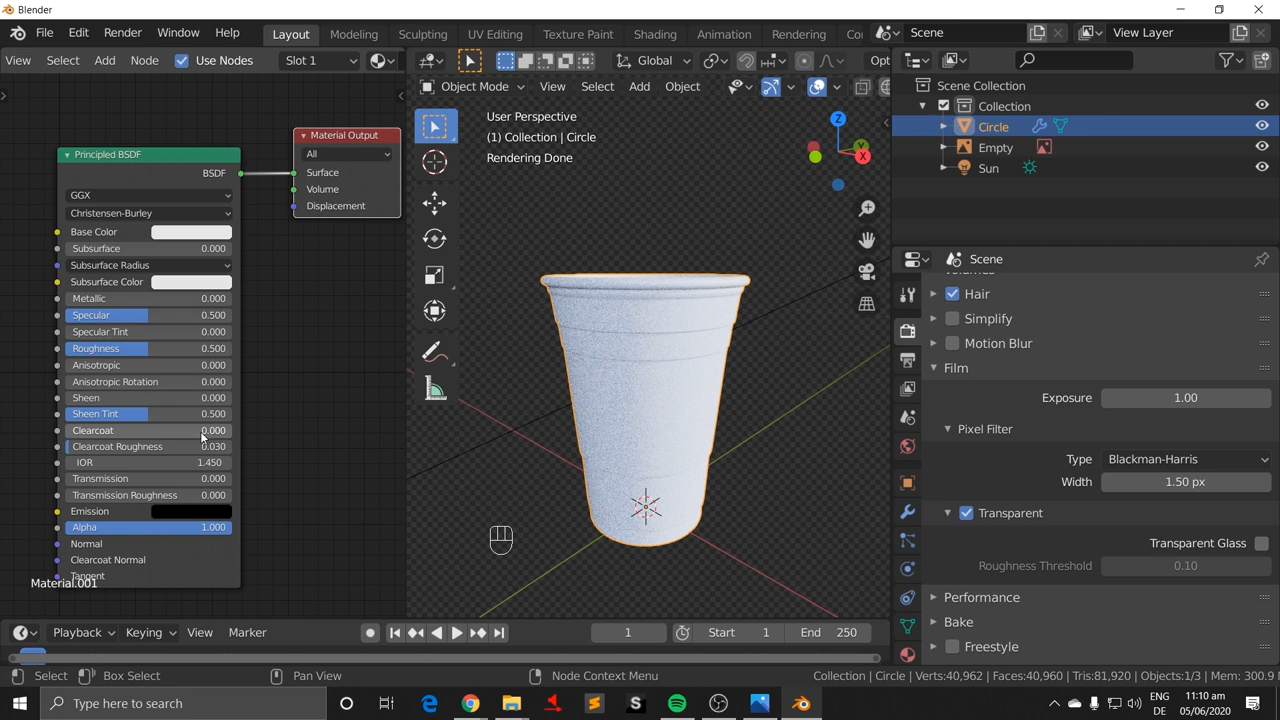 Blender
File Edit Render Window Help
Layout Modeling Sculpting UV Editing Texture Paint Shading Animation Rendering Co
Scene
View Layer
View Select Add Node Use Nodes Slot 1
Global
Opt
Object Mode View Select Add Object
User Perspective
(1) Collection | Circle
Rendering Done
Z
Y
X
Principled BSDF
BSDF
GGX
Christensen-Burley
Base Color
Subsurface 0.000
Subsurface Radius
Subsurface Color
Metallic 0.000
Specular 0.500
Specular Tint 0.000
Roughness 0.500
Anisotropic 0.000
Anisotropic Rotation 0.000
Sheen 0.000
Sheen Tint 0.500
Clearcoat 0.000
Clearcoat Roughness 0.030
IOR 1.450
Transmission 0.000
Transmission Roughness 0.000
Emission
Alpha 1.000
Normal
Clearcoat Normal
Tangent
Material.001
Material Output
All
Surface
Volume
Displacement
Scene Collection
Collection
Circle
Empty
Sun
Scene
Volumes
Hair
Simplify
Motion Blur
Film
Exposure 1.00
Pixel Filter
Type Blackman-Harris
Width 1.50 px
Transparent
Transparent Glass
Roughness Threshold 0.10
Performance
Bake
Freestyle
Playback Keying View Marker
1 Start 1 End 250
Select Box Select Pan View Node Context Menu
Collection | Circle | Verts:40,962 | Faces:40,960 | Tris:81,920 | Objects:1/3 | Mem: 300.9
Type here to search
ENG
DE
11:10 am
05/06/2020